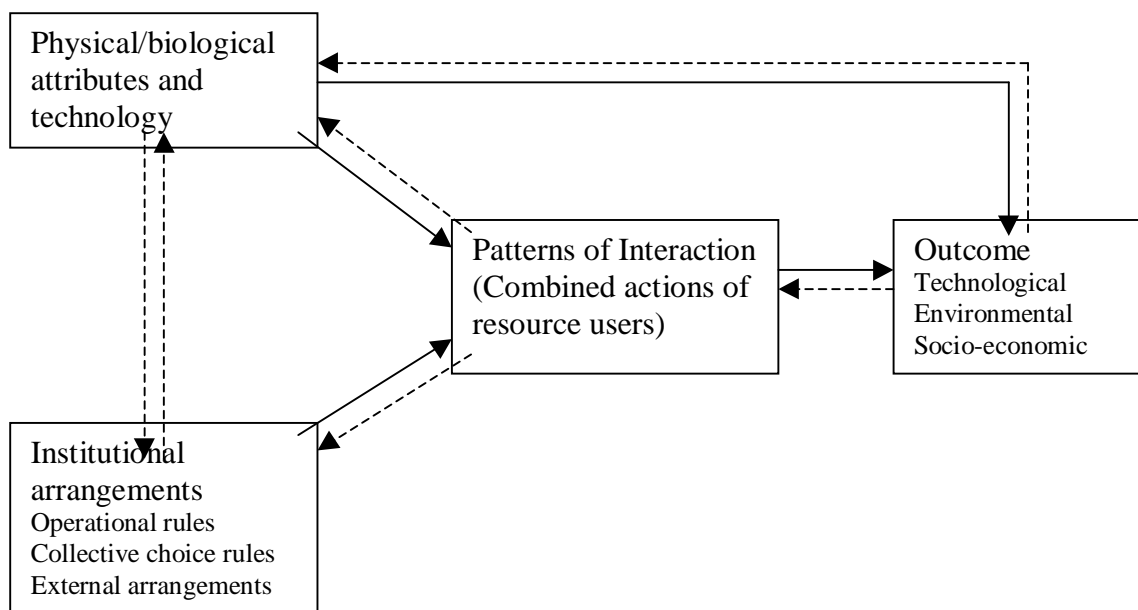 Physical/biological
attributes and
technology
Patterns of Interaction
(Combined actions of
resource users)
Outcome
Technological
Environmental
Socio-economic
Institutional
arrangements
Operational rules
Collective choice rules
External arrangements